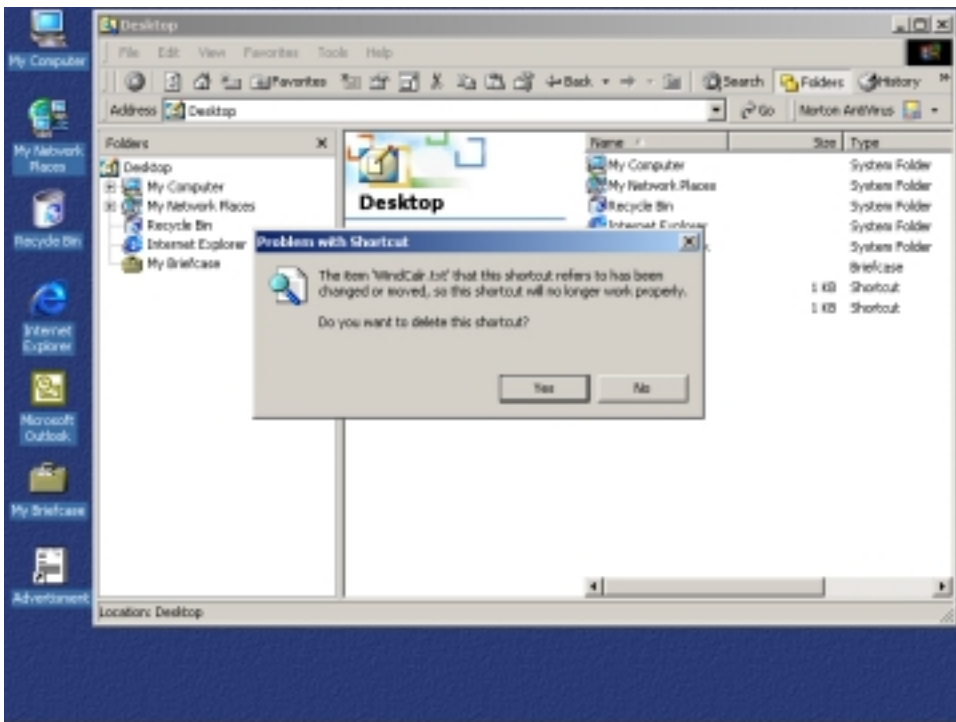 My Computer
My Network
Places
Recycle Bin
Internet
Explorer
Microsoft
Outlook
My Briefcase
Advertisment
Desktop
File Edit View Favorites Tools Help
Favorites Back Search Folders History
Address Desktop Go Norton AntiVirus
Folders
Desktop
My Computer
My Network Places
Recycle Bin
Internet Explorer
My Briefcase
Desktop
Name Size Type
My Computer System Folder
My Network Places System Folder
Recycle Bin System Folder
Internet Explorer System Folder
System Folder
Briefcase
1 KB Shortcut
1 KB Shortcut
Problem with Shortcut
The item 'WindCair.txt' that this shortcut refers to has been
changed or moved, so this shortcut will no longer work properly.
Do you want to delete this shortcut?
Yes No
Location: Desktop